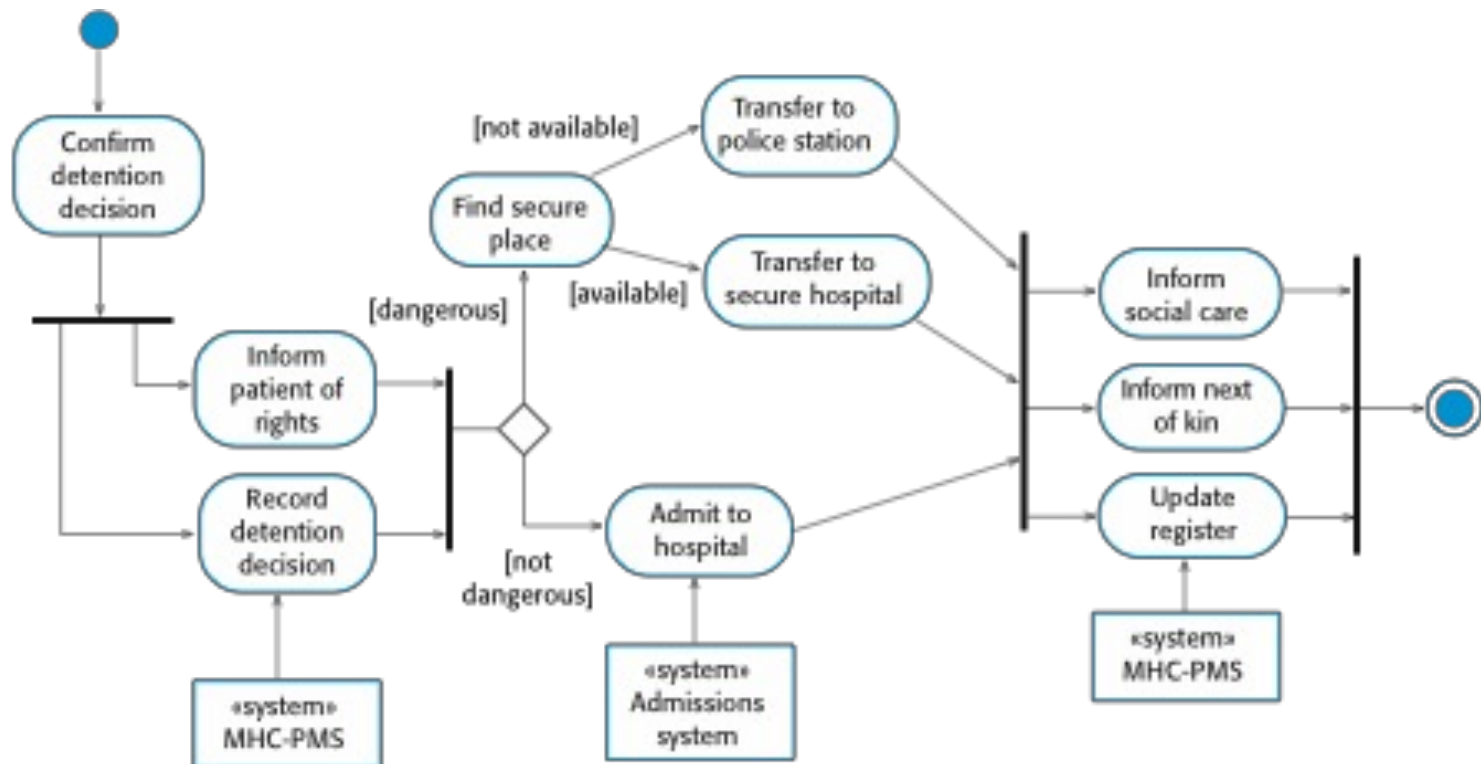 Confirm
detention
decision
Inform
patient of
rights
Record
detention
decision
«system»
MHC-PMS
[dangerous]
[not
dangerous]
Find secure
place
[not available]
[available]
Transfer to
police station
Transfer to
secure hospital
Admit to
hospital
«system»
Admissions
system
Inform
social care
Inform next
of kin
Update
register
«system»
MHC-PMS